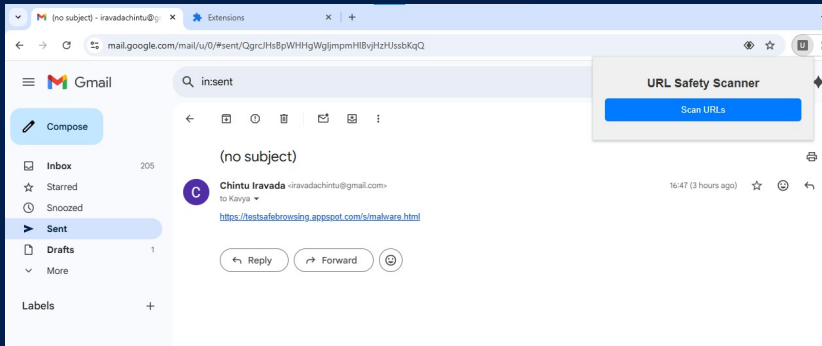 (no subject) - iravadachintu@g
Extensions
mail.google.com/mail/u/0/#sent/QgrcJHsBpWHHgWgljmpmHlBvjHzHJssbKqQ
U
Gmail
in:sent
URL Safety Scanner
Scan URLs
Compose
Inbox 205
Starred
Snoozed
Sent
Drafts 1
More
Labels +
(no subject)
C
Chintu Iravada <iravadachintu@gmail.com>
16:47 (3 hours ago)
to Kavya
https://testsafebrowsing.appspot.com/s/malware.html
Reply
Forward